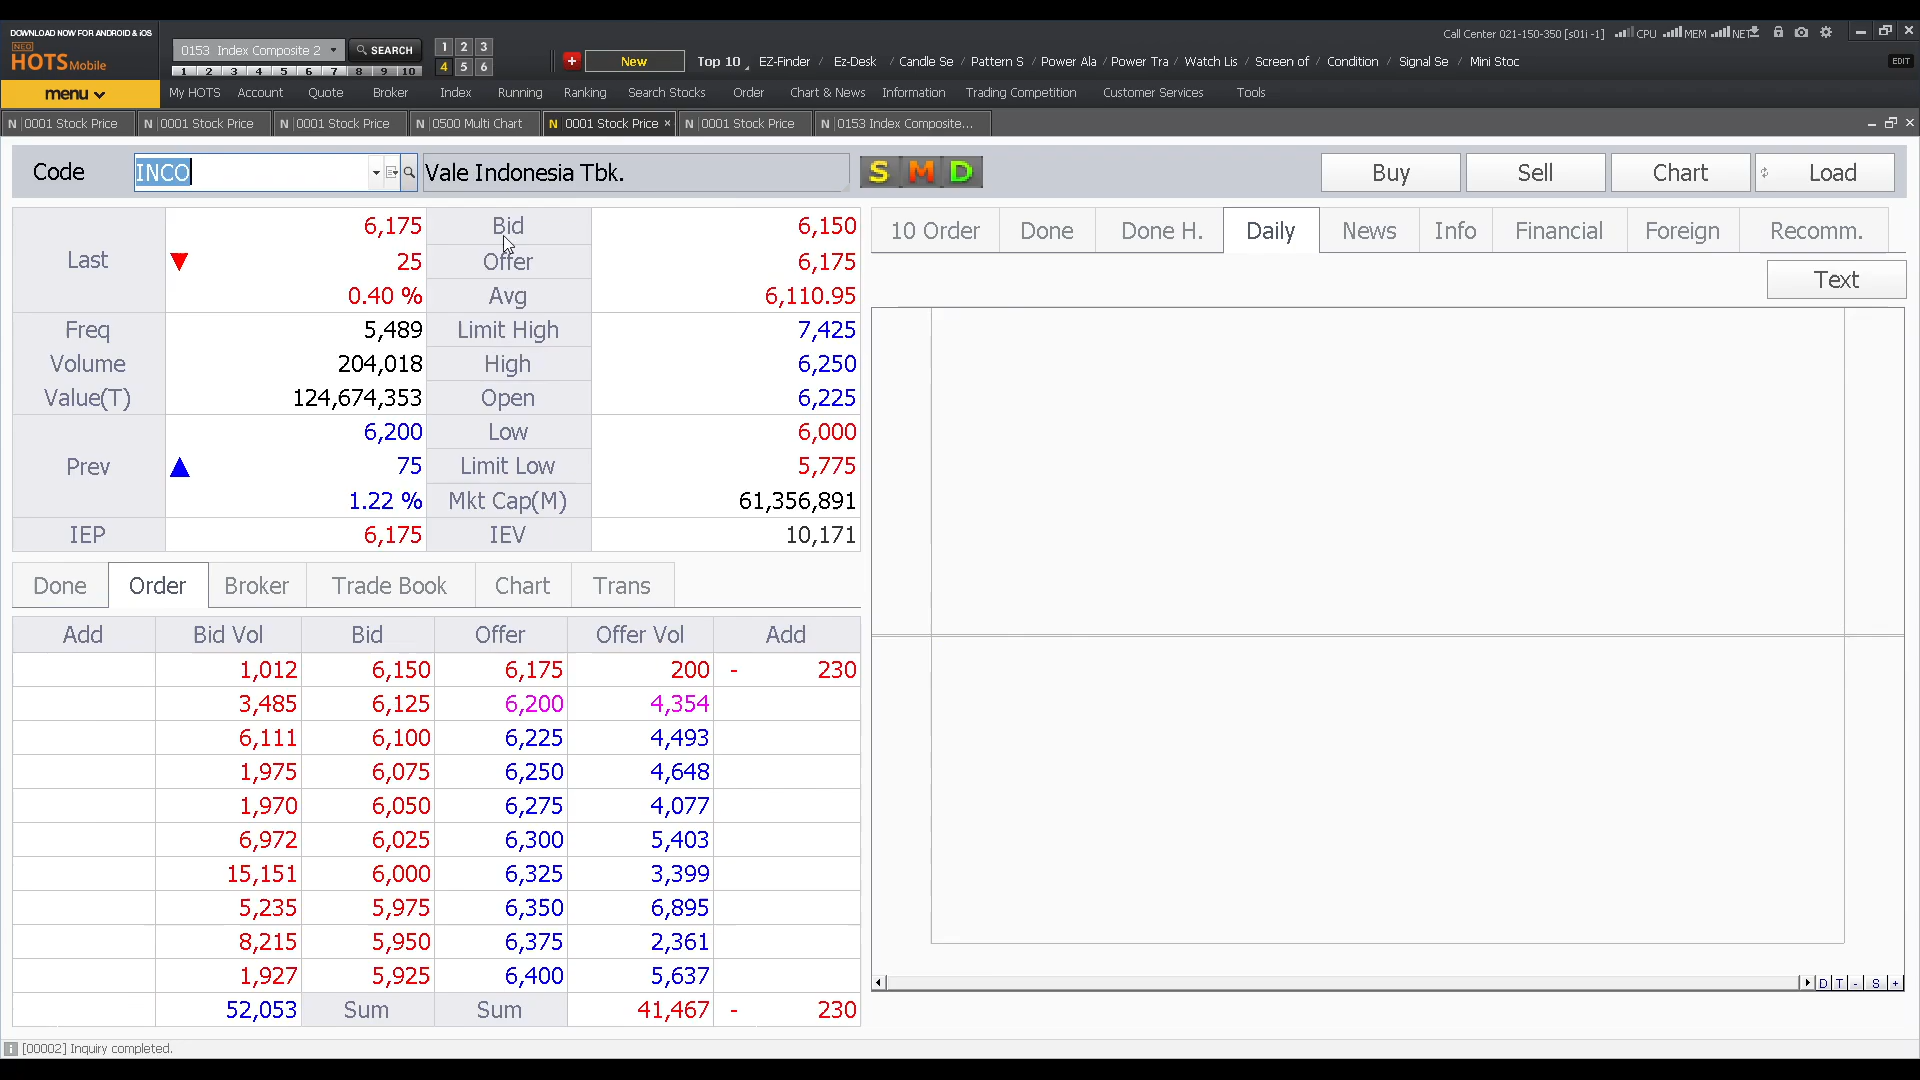 DOWNLOAD NOW FOR ANDROID & iOS
NEO
HOTS Mobile
0153 Index Composite 2
SEARCH
1 2 3
4 5 6
1 2 3 4 5 6 7 8 9 10
New
Top 10 EZ-Finder / Ez-Desk / Candle Se / Pattern S / Power Ala / Power Tra / Watch Lis / Screen of / Condition / Signal Se / Mini Stoc
Call Center 021-150-350 [s01i -1] CPU MEM NET
EDIT
menu
My HOTS Account Quote Broker Index Running Ranking Search Stocks Order Chart & News Information Trading Competition Customer Services Tools
N 0001 Stock Price N 0001 Stock Price N 0001 Stock Price N 0500 Multi Chart N 0001 Stock Price × N 0001 Stock Price N 0153 Index Composite...
Code INCO Vale Indonesia Tbk. S M D Buy Sell Chart Load
Last ▼ 6,175 Bid 6,150
25 Offer 6,175
0.40 % Avg 6,110.95
Freq 5,489 Limit High 7,425
Volume 204,018 High 6,250
Value(T) 124,674,353 Open 6,225
Prev ▲ 6,200 Low 6,000
75 Limit Low 5,775
1.22 % Mkt Cap(M) 61,356,891
IEP 6,175 IEV 10,171
10 Order Done Done H. Daily News Info Financial Foreign Recomm.
Text
Done Order Broker Trade Book Chart Trans
Add Bid Vol Bid Offer Offer Vol Add
1,012 6,150 6,175 200 - 230
3,485 6,125 6,200 4,354
6,111 6,100 6,225 4,493
1,975 6,075 6,250 4,648
1,970 6,050 6,275 4,077
6,972 6,025 6,300 5,403
15,151 6,000 6,325 3,399
5,235 5,975 6,350 6,895
8,215 5,950 6,375 2,361
1,927 5,925 6,400 5,637
52,053 Sum Sum 41,467 - 230
D T - S +
[00002] Inquiry completed.